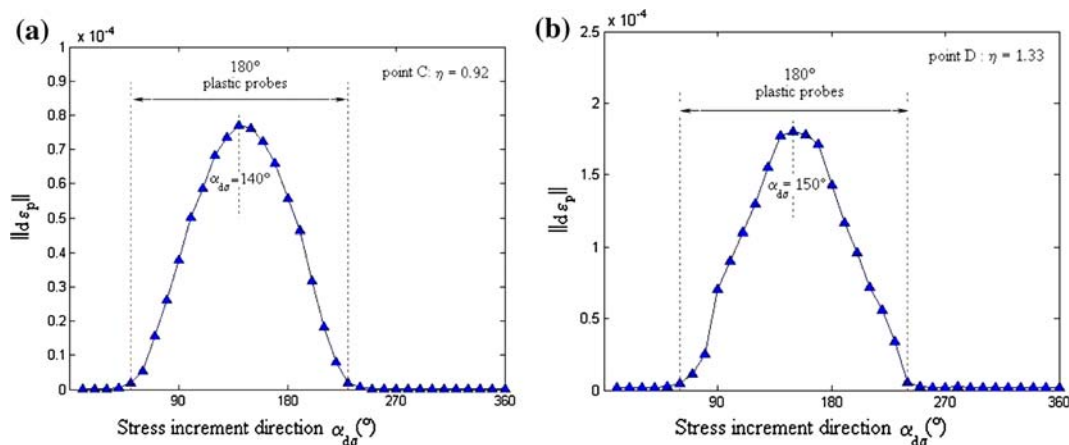 (a)
× 10⁻⁴
1
0.9
0.8
0.7
0.6
0.5
0.4
0.3
0.2
0.1
0
90
180
270
360
point C: η = 0.92
180°
plastic probes
α_dσ=140°
||dε_p||
Stress increment direction α_dσ(°)
(b)
× 10⁻⁴
2.5
2
1.5
1
0.5
0
90
180
270
360
point D : η = 1.33
180°
plastic probes
α_dσ= 150°
||dε_p||
Stress increment direction α_dσ(°)